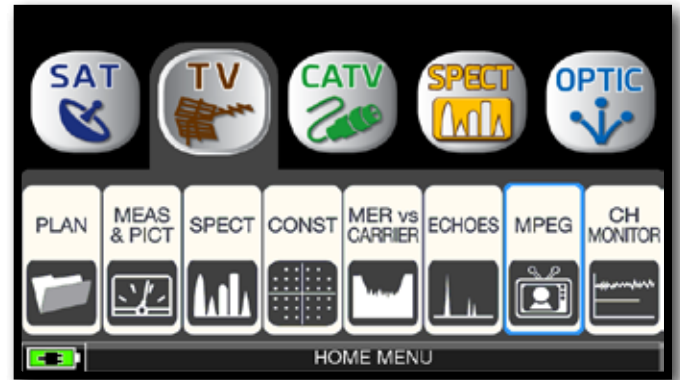 SAT
TV
CATV
SPECT
OPTIC
PLAN
MEAS
& PICT
SPECT
CONST
MER vs
CARRIER
ECHOES
MPEG
CH
MONITOR
HOME MENU